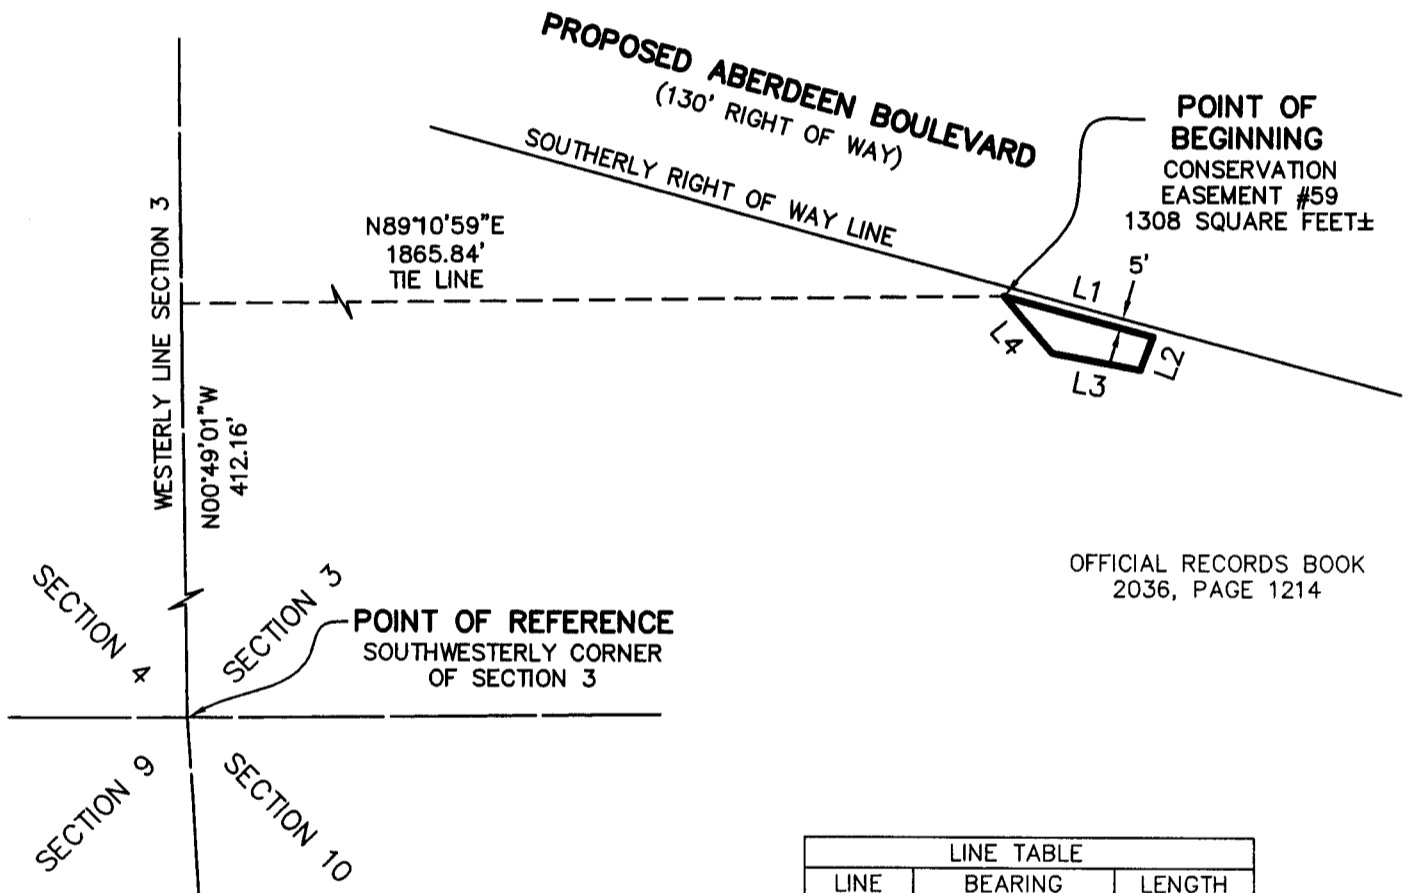 PROPOSED ABERDEEN BOULEVARD
(130' RIGHT OF WAY)
SOUTHERLY RIGHT OF WAY LINE
POINT OF
BEGINNING
CONSERVATION
EASEMENT #59
1308 SQUARE FEET±
N89°10'59"E
1865.84'
TIE LINE
5'
L1
L2
L3
L4
WESTERLY LINE SECTION 3
N00°49'01"W
412.16'
OFFICIAL RECORDS BOOK
2036, PAGE 1214
SECTION 4
SECTION 3
POINT OF REFERENCE
SOUTHWESTERLY CORNER
OF SECTION 3
SECTION 9
SECTION 10
LINE TABLE
LINE BEARING LENGTH